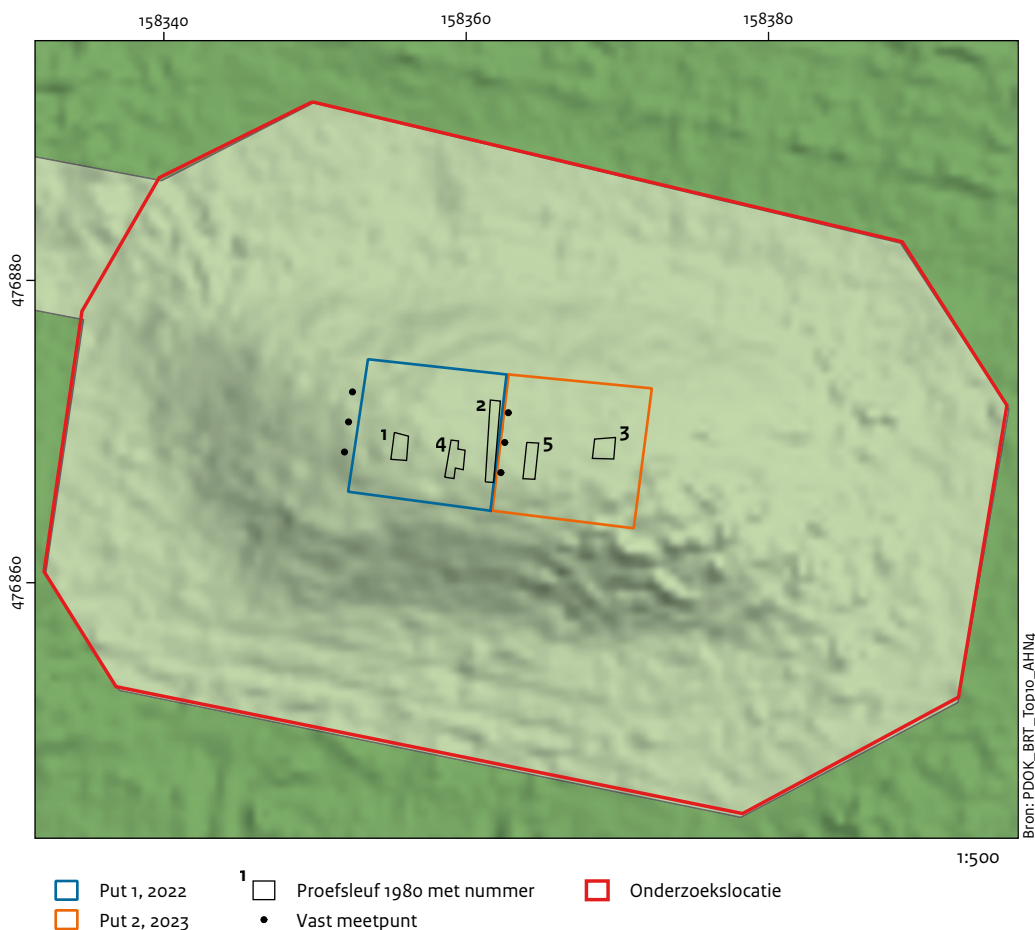 158340 158360 158380
476880
476860
1
2
3
4
5
Bron: PDOK_BRT_Top10_AHN4
1:500
Put 1, 2022
Put 2, 2023
1 Proefsleuf 1980 met nummer
Vast meetpunt
Onderzoekslocatie